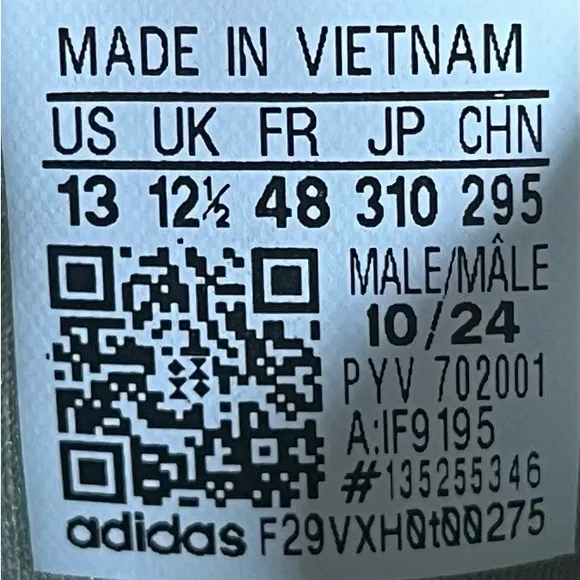 MADE IN VIETNAM
US UK FR JP CHN
13 12½ 48 310 295
MALE/MÂLE
10/24
PYV 702001
A:IF9195
#135255346
adidas F29VXH0t00275